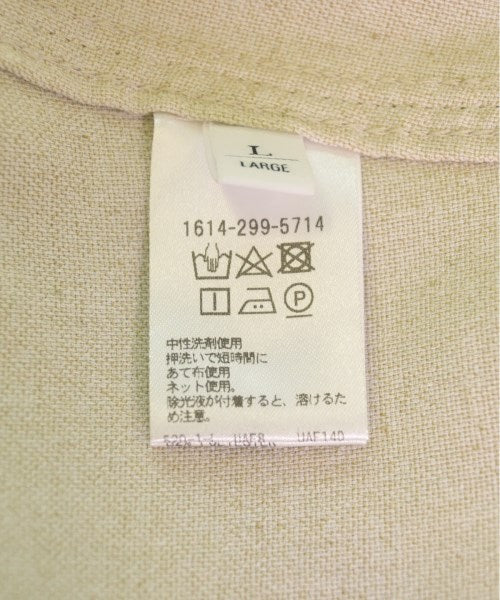 L
LARGE
1614-299-5714
P
中性洗剤使用
押洗いで短時間に
あて布使用
ネット使用。
除光液が付着すると、溶けるた
め注意。
UAF140